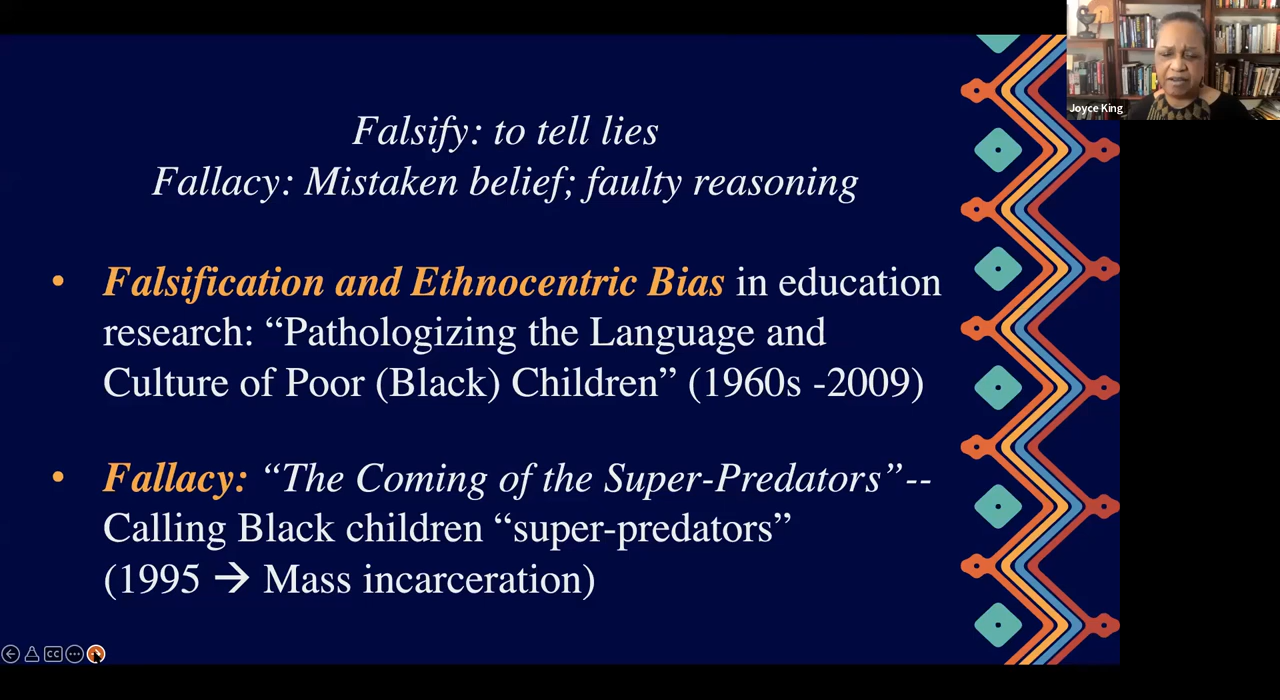 Joyce King
Falsify: to tell lies
Fallacy: Mistaken belief; faulty reasoning
• Falsification and Ethnocentric Bias in education
research: “Pathologizing the Language and
Culture of Poor (Black) Children” (1960s -2009)
• Fallacy: “The Coming of the Super-Predators”--
Calling Black children “super-predators”
(1995 → Mass incarceration)
CC